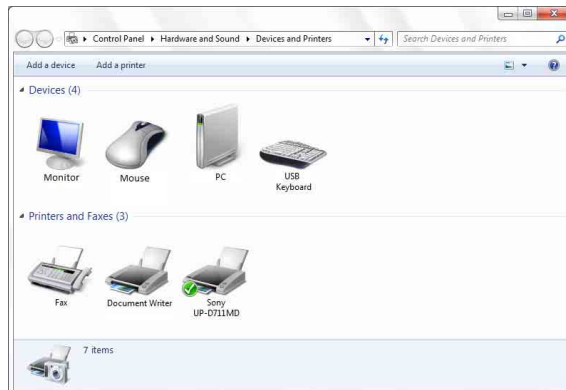 Control Panel Hardware and Sound Devices and Printers Search Devices and Printers
Add a device Add a printer
Devices (4)
Monitor Mouse PC USB
Keyboard
Printers and Faxes (3)
Fax Document Writer Sony
UP-D711MD
7 items